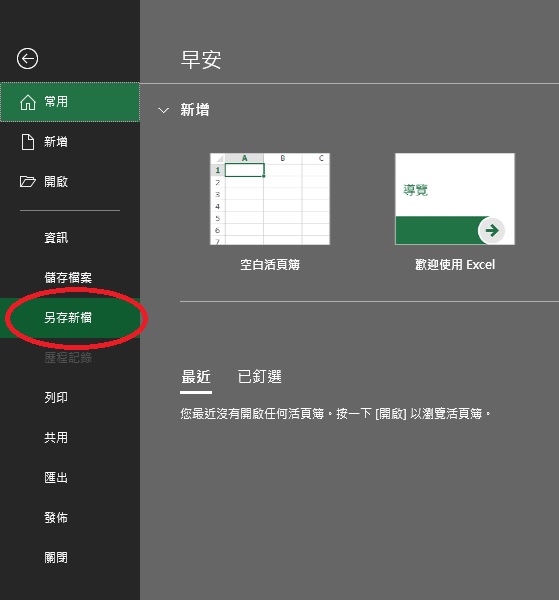 早安
常用
新增
開啟
資訊
儲存檔案
另存新檔
歷程記錄
列印
共用
匯出
發佈
關閉
新增
A B C
1
2
3
4
5
6
7
空白活頁簿
導覽
歡迎使用 Excel
最近 已釘選
您最近沒有開啟任何活頁簿。按一下 [開啟] 以瀏覽活頁簿。